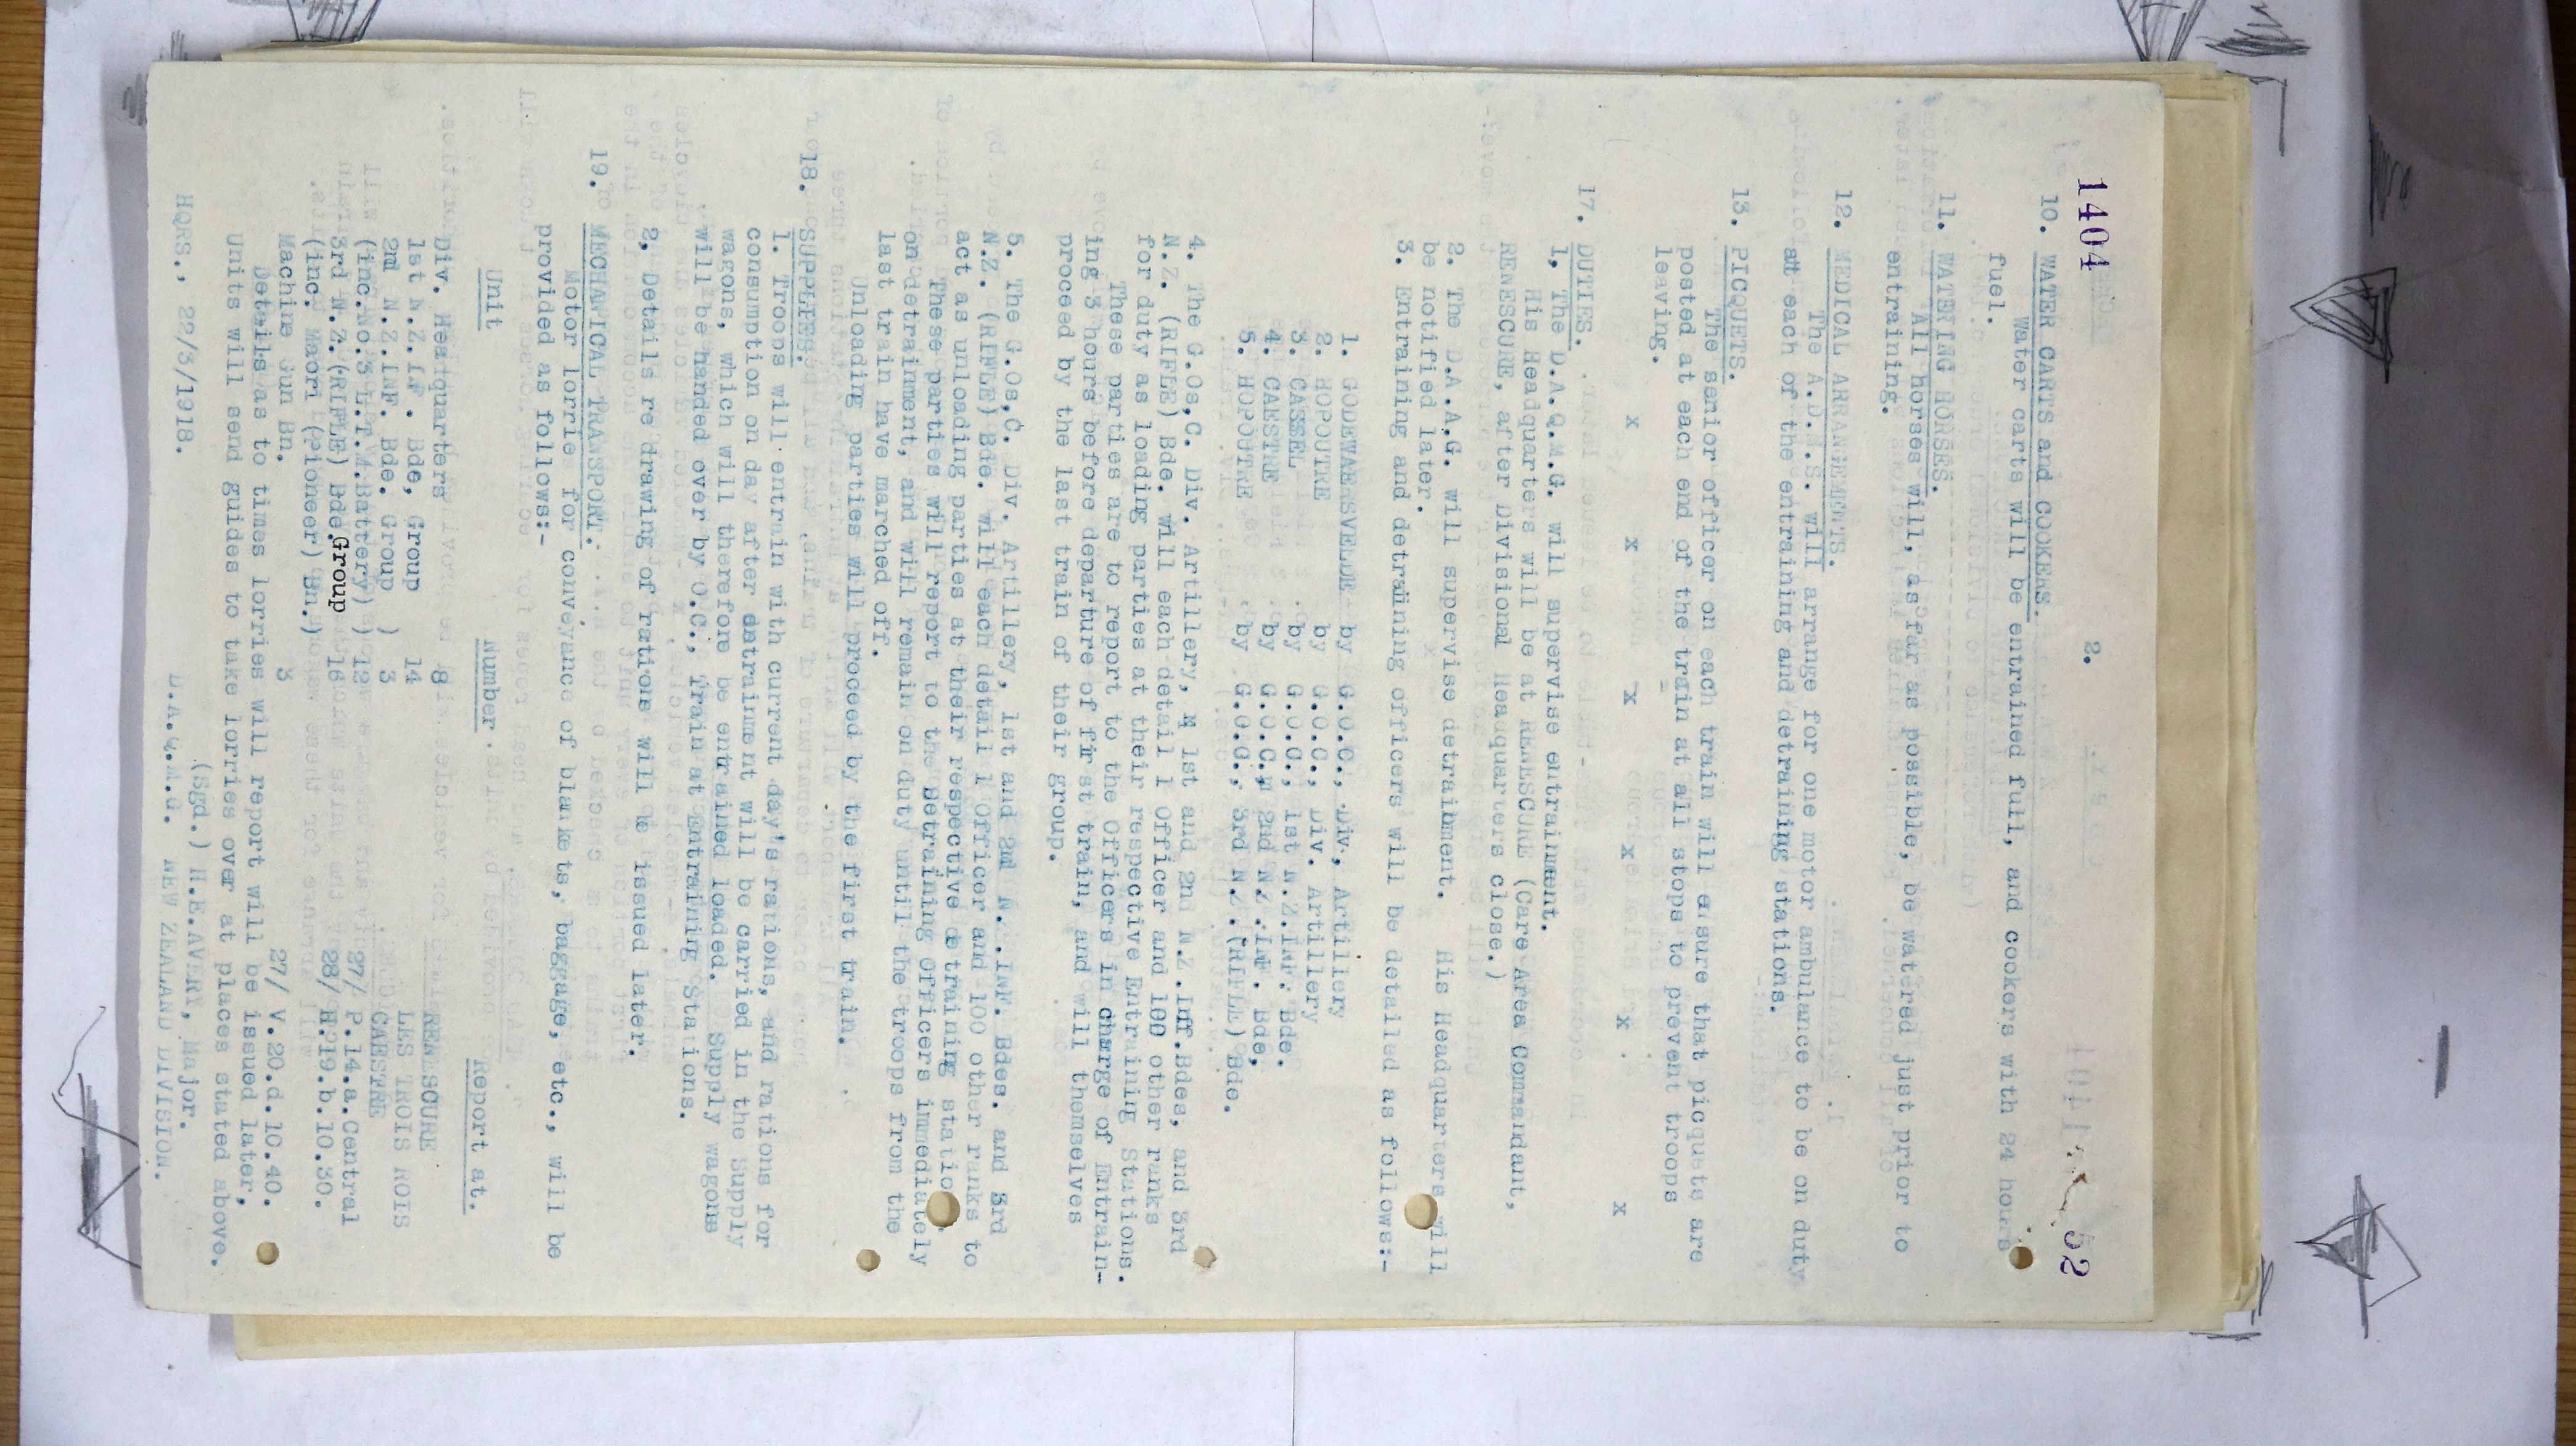 1404
2.
52
10. WATER CARTS and COOKERS.
Water carts will be entrained full, and cookers with 24 hours
fuel.
11. WATERING HORSES.
All horses will, as far as possible, be watered just prior to
entraining.
12. MEDICAL ARRANGEMENTS.
The A.D.M.S. will arrange for one motor ambulance to be on duty
at each of the entraining and detraining stations.
13. PICQUETS.
The senior officer on each train will ensure that picquets are
posted at each end of the train at all stops to prevent troops
leaving.
x x x x x x
17. DUTIES.
1. The D.A.Q.M.G. will supervise entrainment.
His Headquarters will be at RENESCURE (Care Area Commandant,
RENESCURE, after Divisional Headquarters close.)
2. The D.A.A.G. will supervise detrainment. His Headquarters will
be notified later.
3. Entraining and detraining officers will be detailed as follows:-
1. GODEWAERSVELDE by G.O.C., Div. Artillery
2. HOPOUTRE by G.O.C., Div. Artillery
3. CASSEL by G.O.C., 1st N.Z.INF. Bde.
4. CAESTRE by G.O.C., 2nd N.Z.INF. Bde,
5. HOPOUTRE by G.O.C., 3rd N.Z.(RIFLE) Bde.
4. The G.Os,C. Div. Artillery, 1st and 2nd N.Z.Inf.Bdes, and 3rd
N.Z. (RIFLE) Bde. will each detail 1 Officer and 100 other ranks
for duty as loading parties at their respective Entraining Stations.
These parties are to report to the Officers in charge of Entrain-
ing 3 hours before departure of first train, and will themselves
proceed by the last train of their group.
5. The G.Os,C. Div. Artillery, 1st and 2nd N.Z.INF. Bdes. and 3rd
N.Z. (RIFLE) Bde. will each detail 1 Officer and 100 other ranks to
act as unloading parties at their respective detraining station.
These parties will report to the Detraining Officers immediately
on detrainment, and will remain on duty until the troops from the
last train have marched off.
Unloading parties will proceed by the first train.
18. SUPPLIES.
1. Troops will entrain with current day's rations, and rations for
consumption on day after detrainment will be carried in the Supply
wagons, which will therefore be entrained loaded. Supply wagons
will be handed over by O.C., Train at Entraining Stations.
2, Details re drawing of rations will be issued later.
19. MECHANICAL TRANSPORT.
Motor lorries for conveyance of blankets, baggage, etc., will be
provided as follows:-
Unit Number Report at.
Div. Headquarters 18 RENESCURE
1st N.Z.IF. Bde, Group 14 LES TROIS ROIS
2nd N.Z.INF. Bde. Group ) 3 CAESTRE
(inc.No.3 L.T.M.Battery) ) 12 27/ P.14.a.Central
3rd N.Z.(RIFLE) Bde.Group 16 28/ H.19.b.10.30.
(inc. Maori (Pioneer) Bn.)
Machine Gun Bn. 3 27/ V.20.d.10.40.
Details as to times lorries will report will be issued later,
Units will send guides to take lorries over at places stated above.
(Sgd.) H.E.AVERY, Major.
HQRS., 22/3/1918. D.A.Q.M.G. NEW ZEALAND DIVISION.